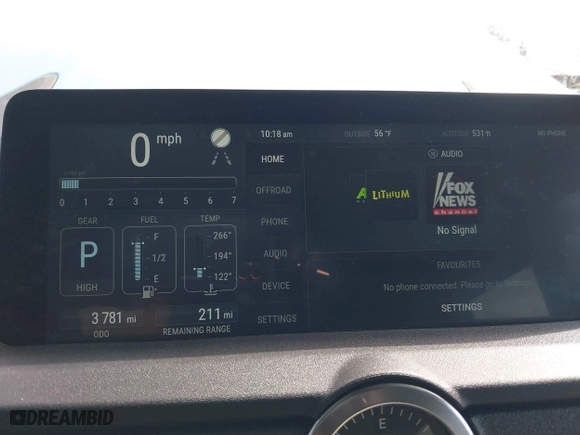 0 mph
x1000 rpm
0 1 2 3 4 5 6 7
GEAR
P
HIGH
FUEL
F
1/2
E
TEMP
266°
194°
122°
3 781 mi
ODO
211 mi
REMAINING RANGE
10:18 am
OUTSIDE 56 °F
ALTITUDE 531 ft
NO PHONE
HOME
OFFROAD
PHONE
AUDIO
DEVICE
SETTINGS
AUDIO
LITHIUM
FOX
NEWS
channel
No Signal
FAVOURITES
No phone connected. Please go to Settings
SETTINGS
E
DREAMBID